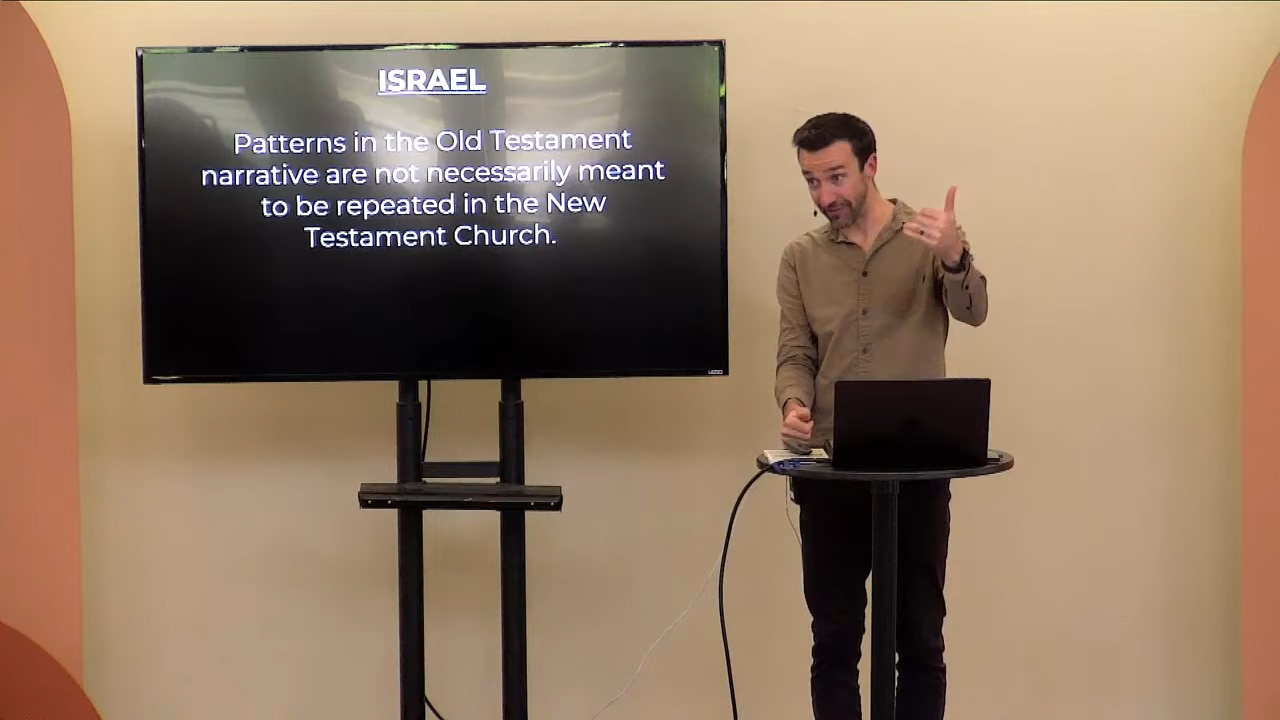 ISRAEL
Patterns in the Old Testament
narrative are not necessarily meant
to be repeated in the New
Testament Church.
VIZIO